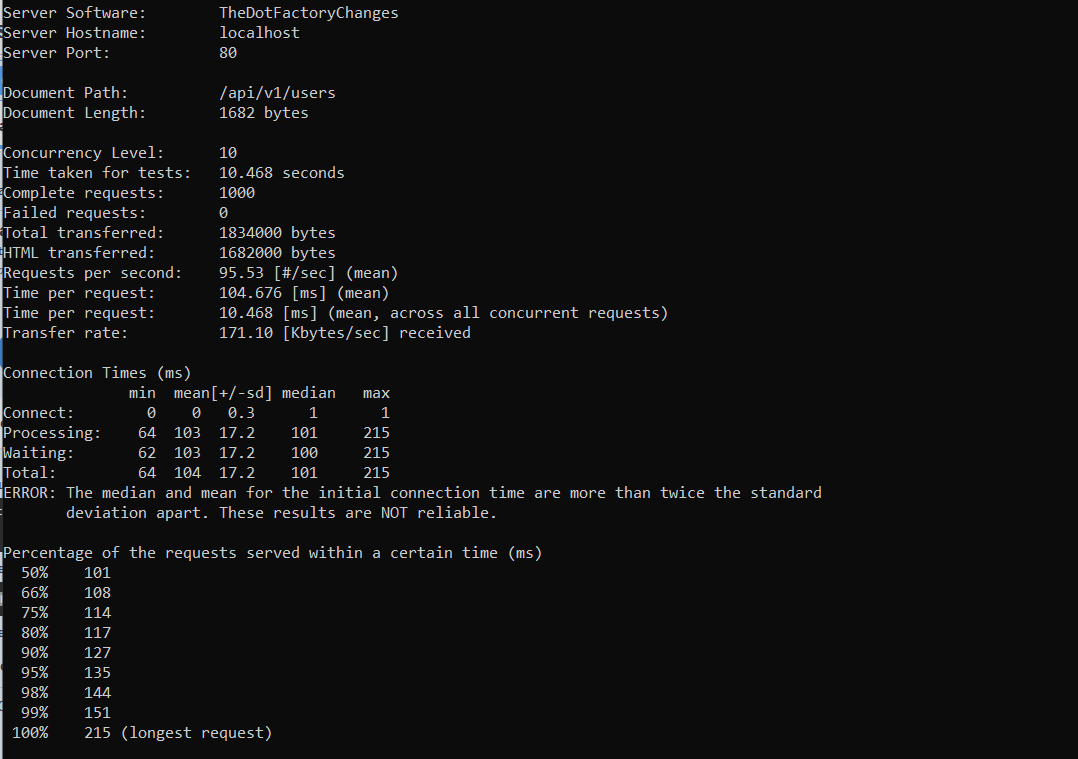 Server Software:        TheDotFactoryChanges
Server Hostname:        localhost
Server Port:            80
Document Path:          /api/v1/users
Document Length:        1682 bytes
Concurrency Level:      10
Time taken for tests:   10.468 seconds
Complete requests:      1000
Failed requests:        0
Total transferred:      1834000 bytes
HTML transferred:       1682000 bytes
Requests per second:    95.53 [#/sec] (mean)
Time per request:       104.676 [ms] (mean)
Time per request:       10.468 [ms] (mean, across all concurrent requests)
Transfer rate:          171.10 [Kbytes/sec] received
Connection Times (ms)
              min  mean[+/-sd] median   max
Connect:        0    0   0.3      1       1
Processing:    64  103  17.2    101     215
Waiting:       62  103  17.2    100     215
Total:         64  104  17.2    101     215
ERROR: The median and mean for the initial connection time are more than twice the standard
       deviation apart. These results are NOT reliable.
Percentage of the requests served within a certain time (ms)
  50%    101
  66%    108
  75%    114
  80%    117
  90%    127
  95%    135
  98%    144
  99%    151
 100%    215 (longest request)